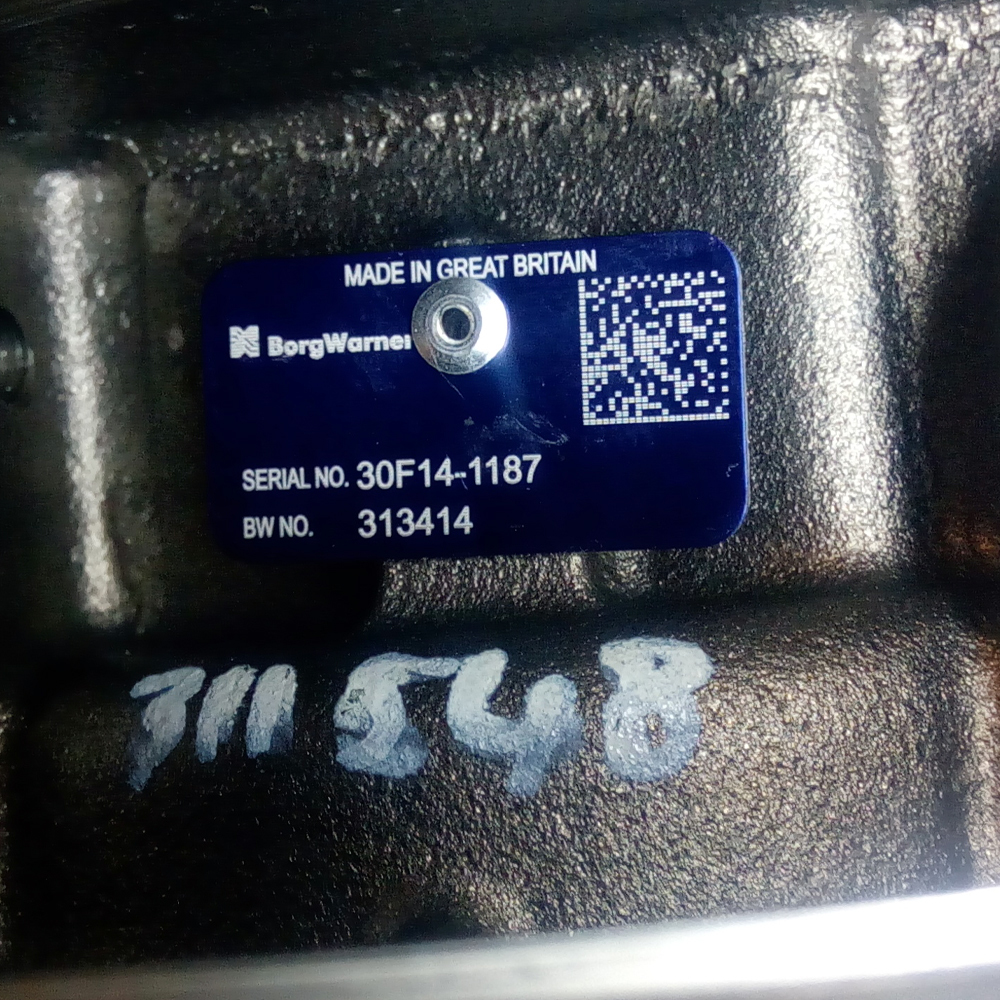 MADE IN GREAT BRITAIN
BorgWarner
SERIAL NO. 30F14-1187
BW NO. 313414
711548